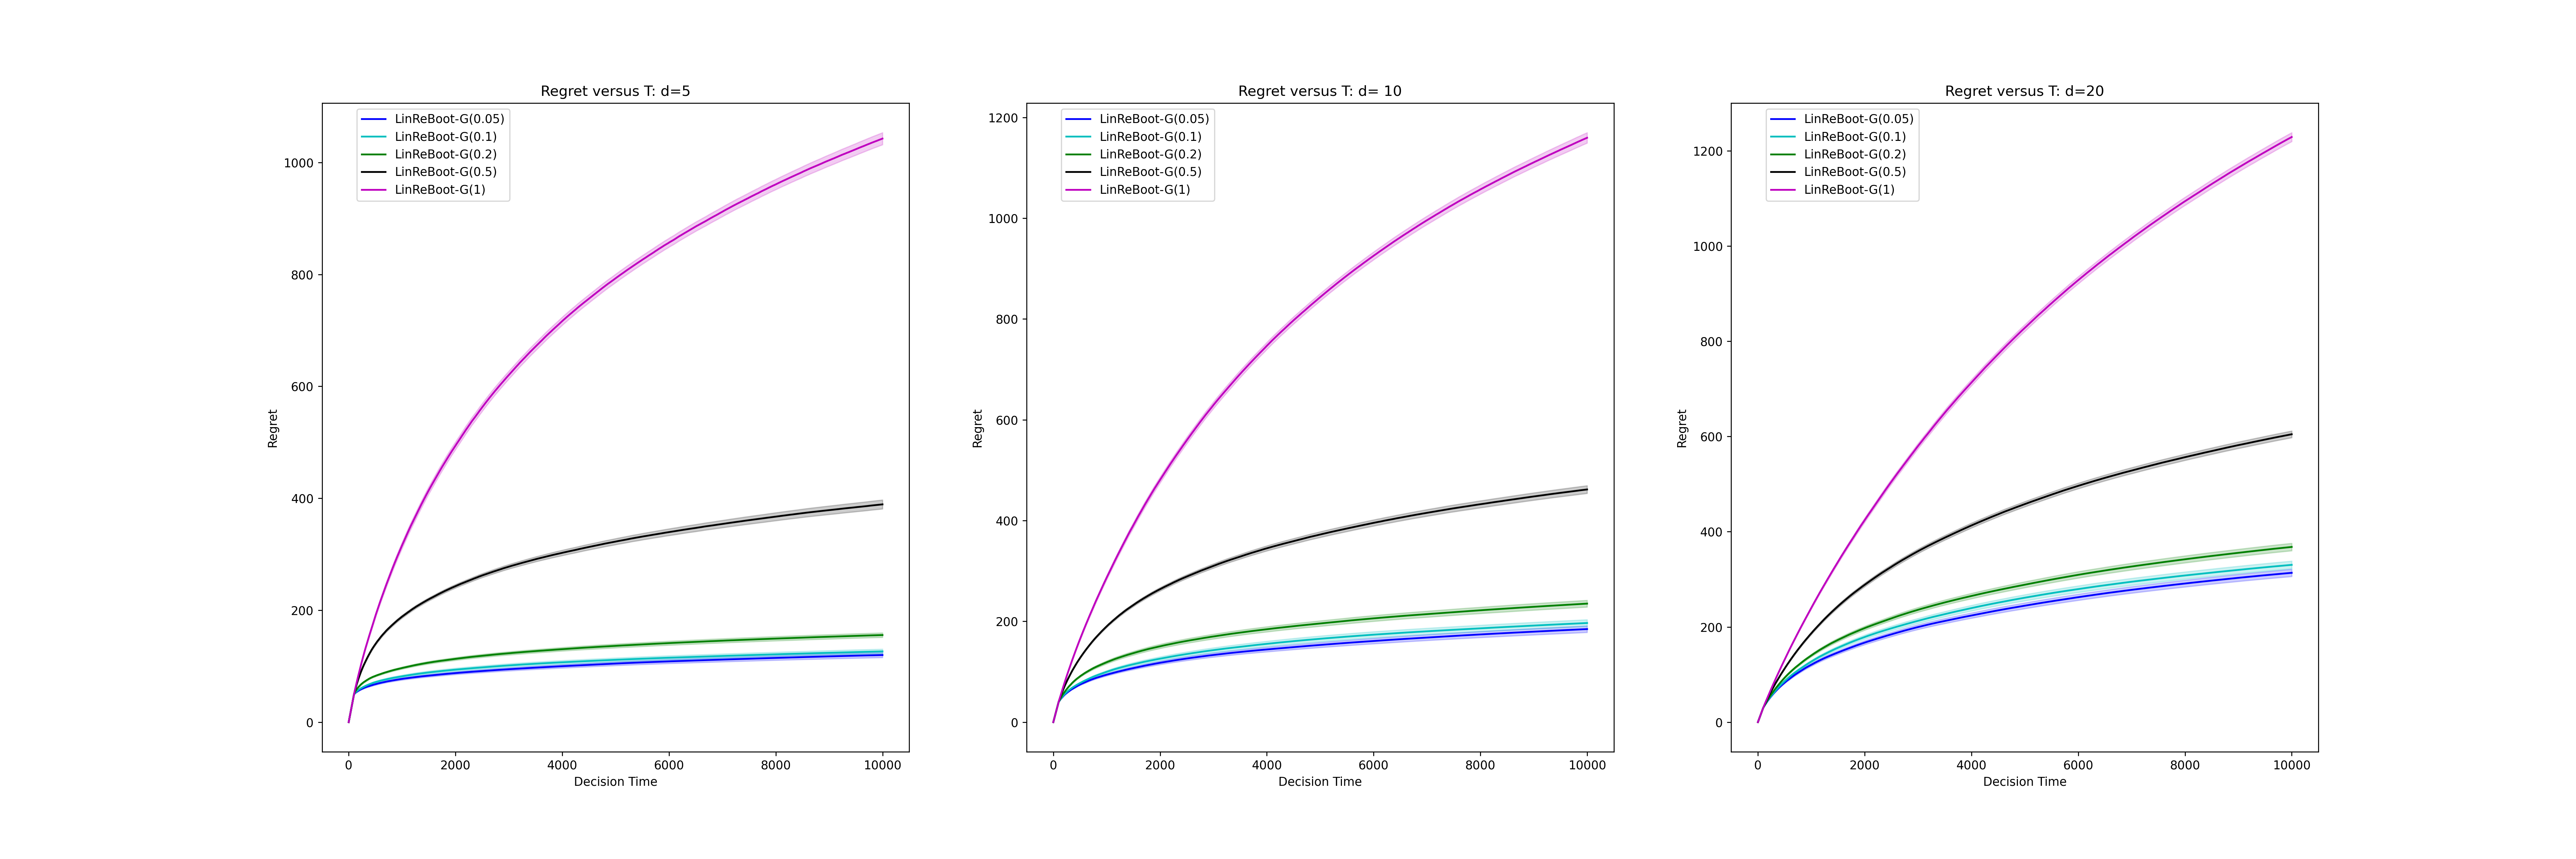 Regret versus T: d=5
LinReBoot-G(0.05)
LinReBoot-G(0.1)
LinReBoot-G(0.2)
LinReBoot-G(0.5)
LinReBoot-G(1)
1000
800
600
400
200
0
Regret
0 2000 4000 6000 8000 10000
Decision Time
Regret versus T: d= 10
LinReBoot-G(0.05)
LinReBoot-G(0.1)
LinReBoot-G(0.2)
LinReBoot-G(0.5)
LinReBoot-G(1)
1200
1000
800
600
400
200
0
Regret
0 2000 4000 6000 8000 10000
Decision Time
Regret versus T: d=20
LinReBoot-G(0.05)
LinReBoot-G(0.1)
LinReBoot-G(0.2)
LinReBoot-G(0.5)
LinReBoot-G(1)
1200
1000
800
600
400
200
0
Regret
0 2000 4000 6000 8000 10000
Decision Time